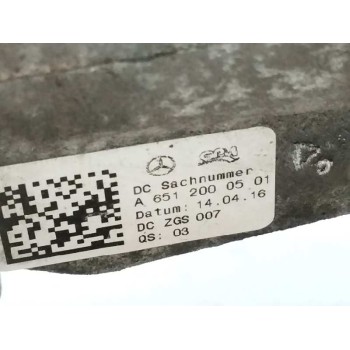 DC Sachnummer
A 651 200 05 01
Datum: 14.04.16
DC ZGS 007
QS: 03